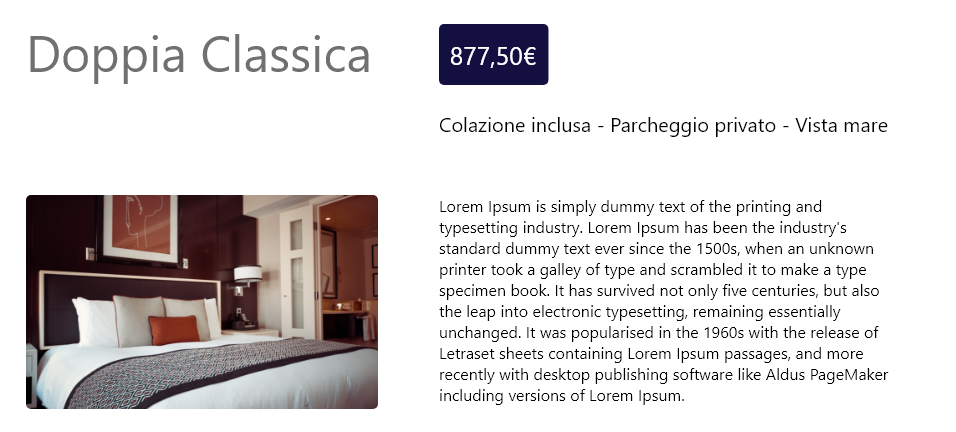 Doppia Classica
877,50€
Colazione inclusa - Parcheggio privato - Vista mare
Lorem Ipsum is simply dummy text of the printing and
typesetting industry. Lorem Ipsum has been the industry's
standard dummy text ever since the 1500s, when an unknown
printer took a galley of type and scrambled it to make a type
specimen book. It has survived not only five centuries, but also
the leap into electronic typesetting, remaining essentially
unchanged. It was popularised in the 1960s with the release of
Letraset sheets containing Lorem Ipsum passages, and more
recently with desktop publishing software like Aldus PageMaker
including versions of Lorem Ipsum.